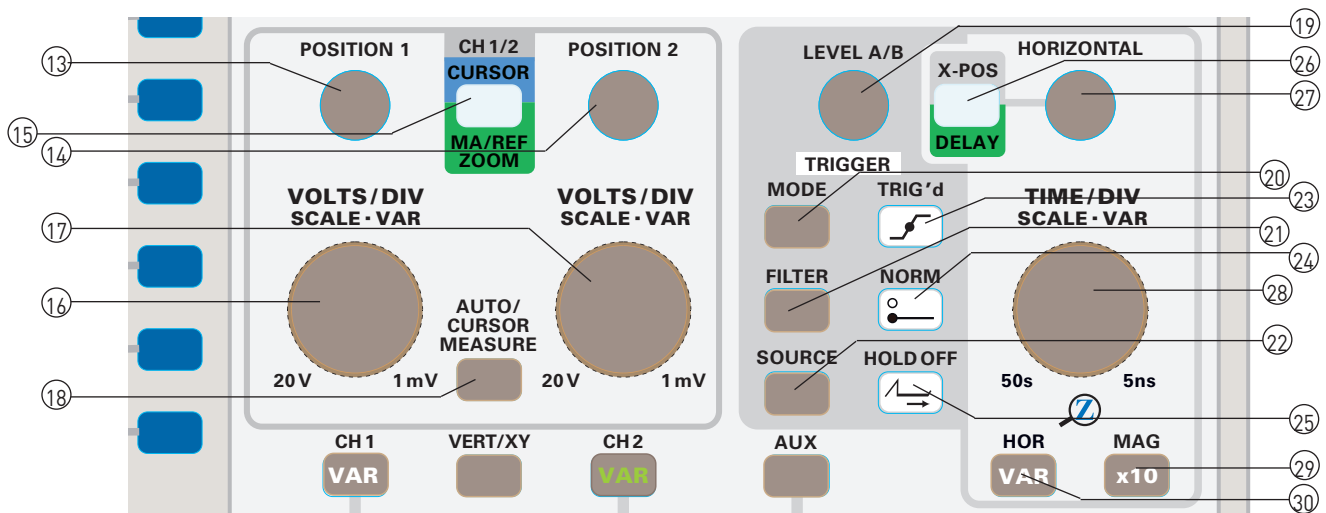 POSITION 1
CH 1/2
POSITION 2
CURSOR
MA/REF
ZOOM
VOLTS/DIV
SCALE · VAR
VOLTS/DIV
SCALE · VAR
AUTO/
CURSOR
MEASURE
20 V
1 mV
20 V
1 mV
CH 1
VAR
VERT/XY
CH 2
VAR
LEVEL A/B
TRIGGER
MODE
TRIG'd
FILTER
NORM
SOURCE
HOLD OFF
AUX
HORIZONTAL
X-POS
DELAY
TIME/DIV
SCALE · VAR
50s
5ns
Z
HOR
VAR
MAG
x10
13
15
14
17
16
18
19
26
27
20
23
21
24
28
22
25
29
30